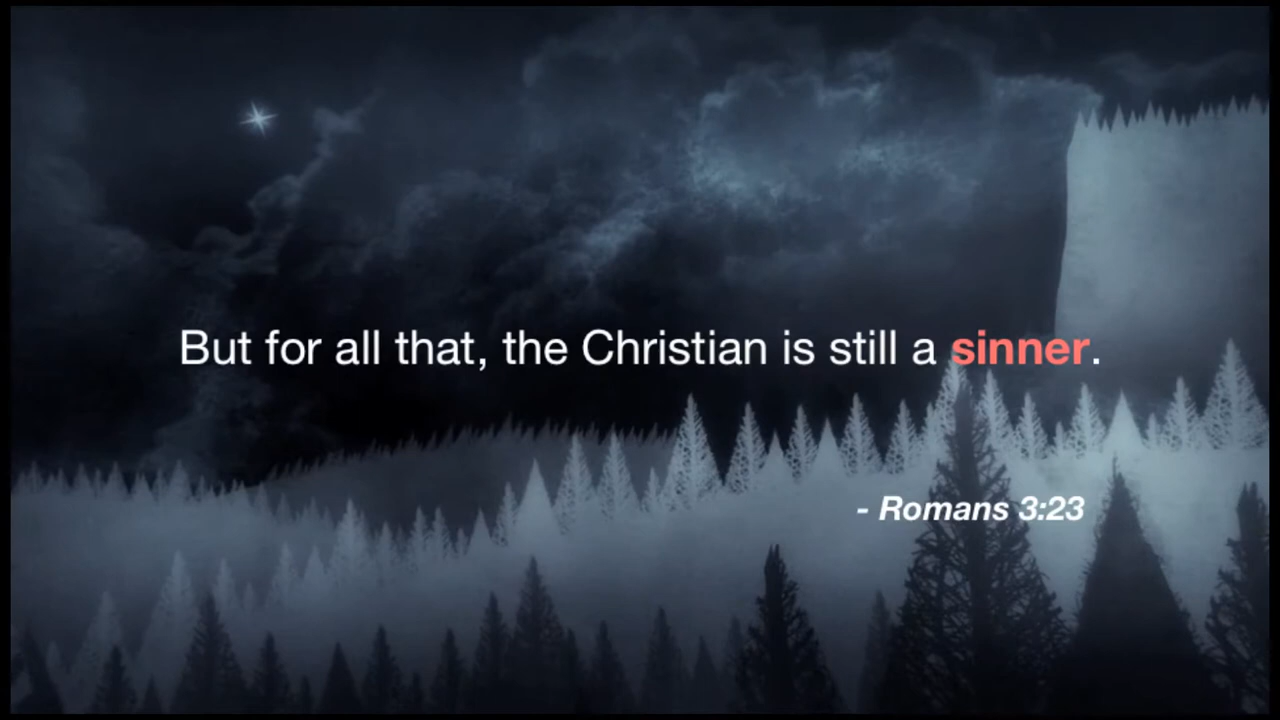 But for all that, the Christian is still a sinner.
- Romans 3:23